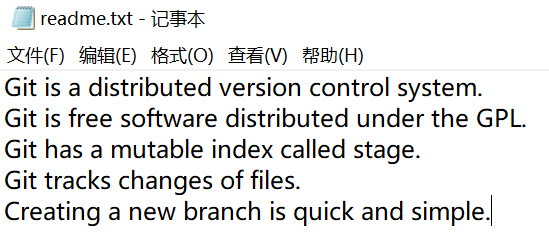 readme.txt - 记事本
文件(F) 编辑(E) 格式(O) 查看(V) 帮助(H)
Git is a distributed version control system.
Git is free software distributed under the GPL.
Git has a mutable index called stage.
Git tracks changes of files.
Creating a new branch is quick and simple.